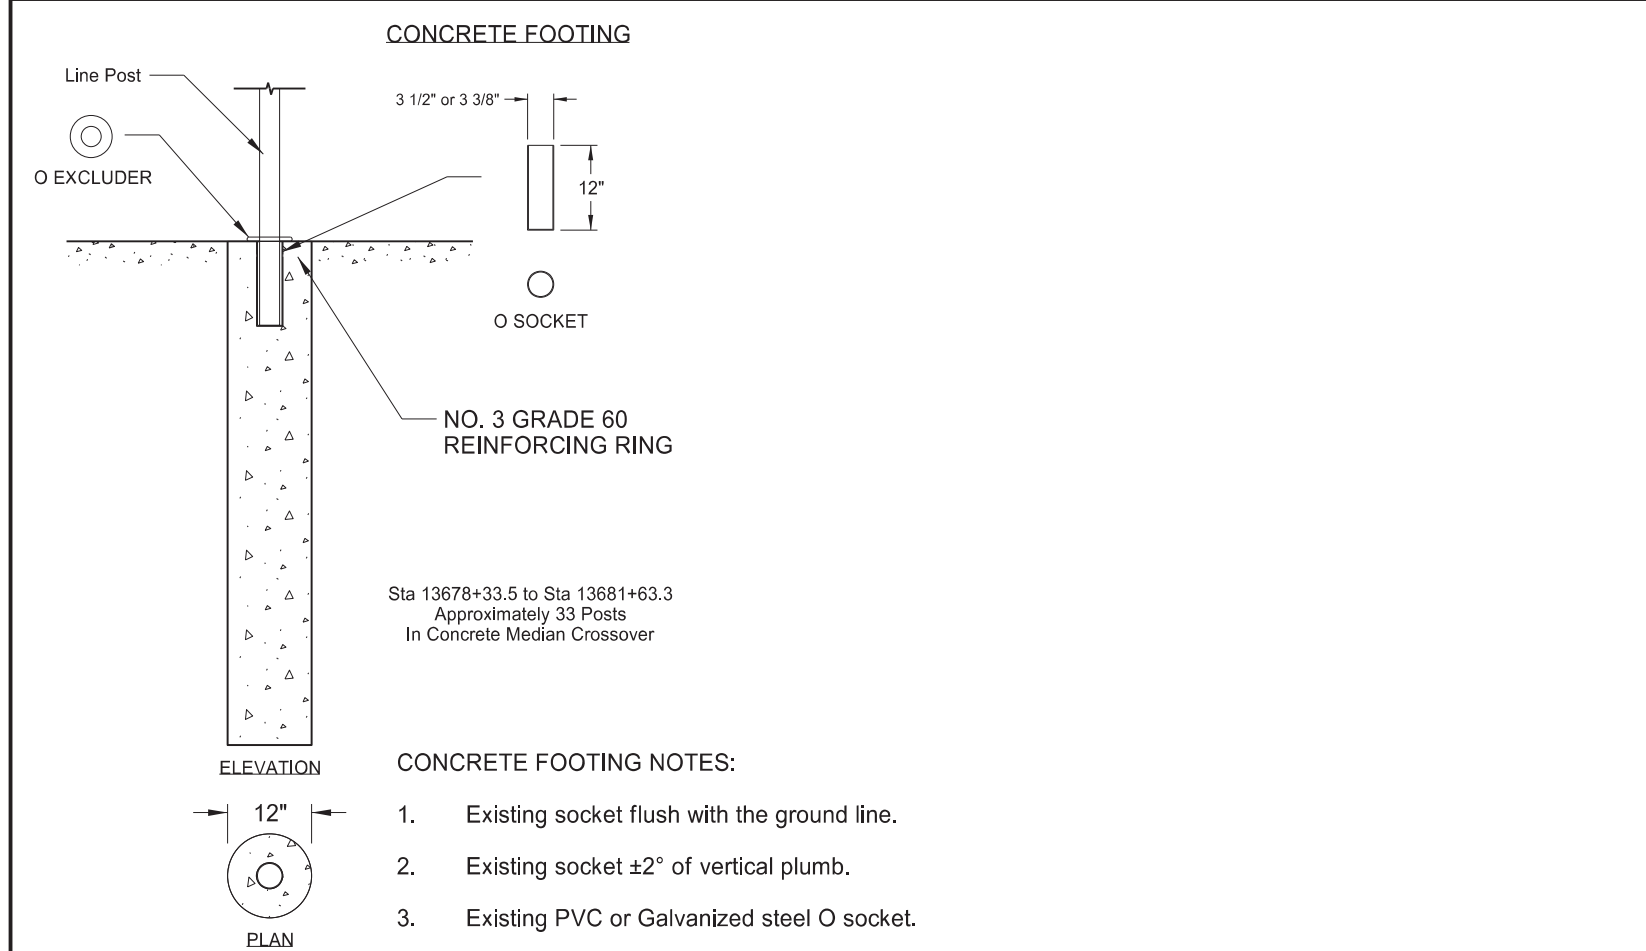 CONCRETE FOOTING
Line Post
3 1/2" or 3 3/8"
O EXCLUDER
12"
O SOCKET
NO. 3 GRADE 60
REINFORCING RING
Sta 13678+33.5 to Sta 13681+63.3
Approximately 33 Posts
In Concrete Median Crossover
ELEVATION
12"
PLAN
CONCRETE FOOTING NOTES:
1. Existing socket flush with the ground line.
2. Existing socket ±2° of vertical plumb.
3. Existing PVC or Galvanized steel O socket.